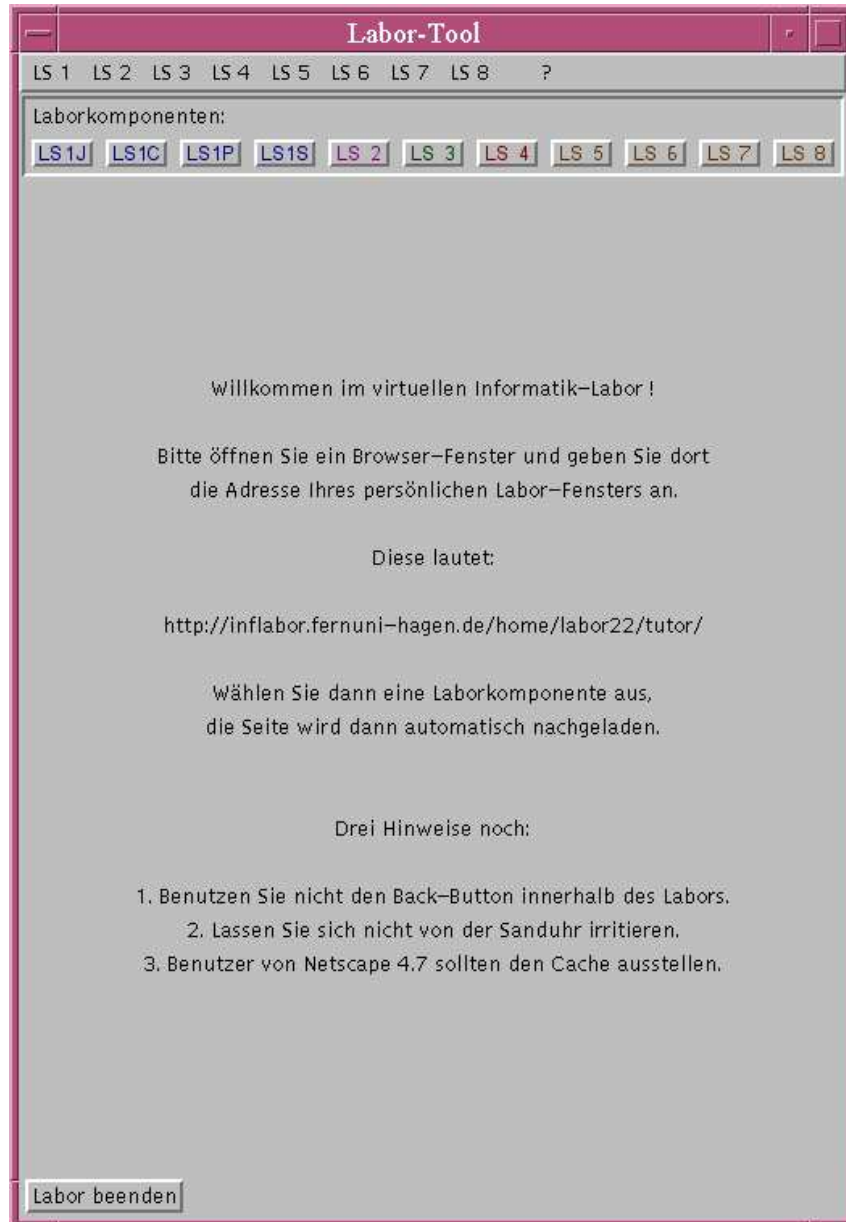 Labor-Tool
LS 1 LS 2 LS 3 LS 4 LS 5 LS 6 LS 7 LS 8 ?
Laborkomponenten:
LS1J LS1C LS1P LS1S LS 2 LS 3 LS 4 LS 5 LS 6 LS 7 LS 8
Willkommen im virtuellen Informatik–Labor !
Bitte öffnen Sie ein Browser–Fenster und geben Sie dort
die Adresse Ihres persönlichen Labor–Fensters an.
Diese lautet:
http://inflabor.fernuni–hagen.de/home/labor22/tutor/
Wählen Sie dann eine Laborkomponente aus,
die Seite wird dann automatisch nachgeladen.
Drei Hinweise noch:
1. Benutzen Sie nicht den Back–Button innerhalb des Labors.
2. Lassen Sie sich nicht von der Sanduhr irritieren.
3. Benutzer von Netscape 4.7 sollten den Cache ausstellen.
Labor beenden